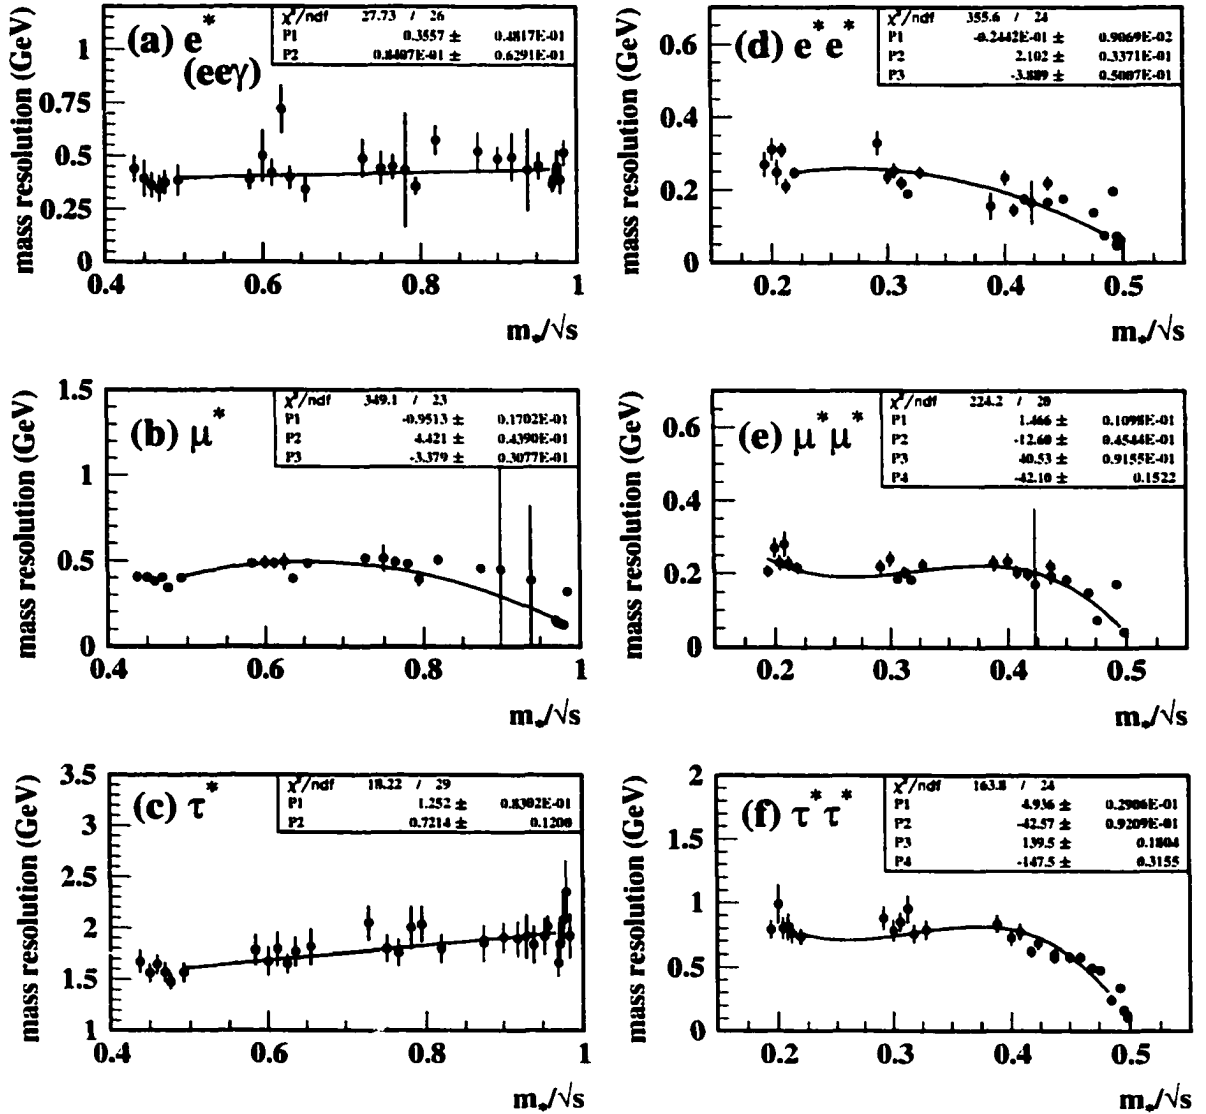 (a) e*
(eeγ)
χ²/ndf 27.73 / 26
P1 0.3557 ± 0.4817E-01
P2 0.8407E-01 ± 0.6291E-01
mass resolution (GeV)
1
0.75
0.5
0.25
0
0.4 0.6 0.8 1
m*/√s
(d) e*e*
χ²/ndf 355.6 / 24
P1 -0.2442E-01 ± 0.9069E-02
P2 2.102 ± 0.3371E-01
P3 -3.889 ± 0.5007E-01
mass resolution (GeV)
0.6
0.4
0.2
0
0.2 0.3 0.4 0.5
m*/√s
(b) μ*
χ²/ndf 349.1 / 23
P1 -0.9513 ± 0.1702E-01
P2 4.421 ± 0.4390E-01
P3 -3.379 ± 0.3077E-01
mass resolution (GeV)
1.5
1
0.5
0
0.4 0.6 0.8 1
m*/√s
(e) μ*μ*
χ²/ndf 224.2 / 20
P1 1.466 ± 0.1098E-01
P2 -12.60 ± 0.4544E-01
P3 40.53 ± 0.9155E-01
P4 -42.10 ± 0.1522
mass resolution (GeV)
0.6
0.4
0.2
0
0.2 0.3 0.4 0.5
m*/√s
(c) τ*
χ²/ndf 18.22 / 29
P1 1.252 ± 0.8302E-01
P2 0.7214 ± 0.1200
mass resolution (GeV)
3.5
3
2.5
2
1.5
1
0.4 0.6 0.8 1
m*/√s
(f) τ*τ*
χ²/ndf 163.8 / 24
P1 4.936 ± 0.2906E-01
P2 -42.57 ± 0.9209E-01
P3 139.5 ± 0.1804
P4 -147.5 ± 0.3155
mass resolution (GeV)
2
1.5
1
0.5
0
0.2 0.3 0.4 0.5
m*/√s